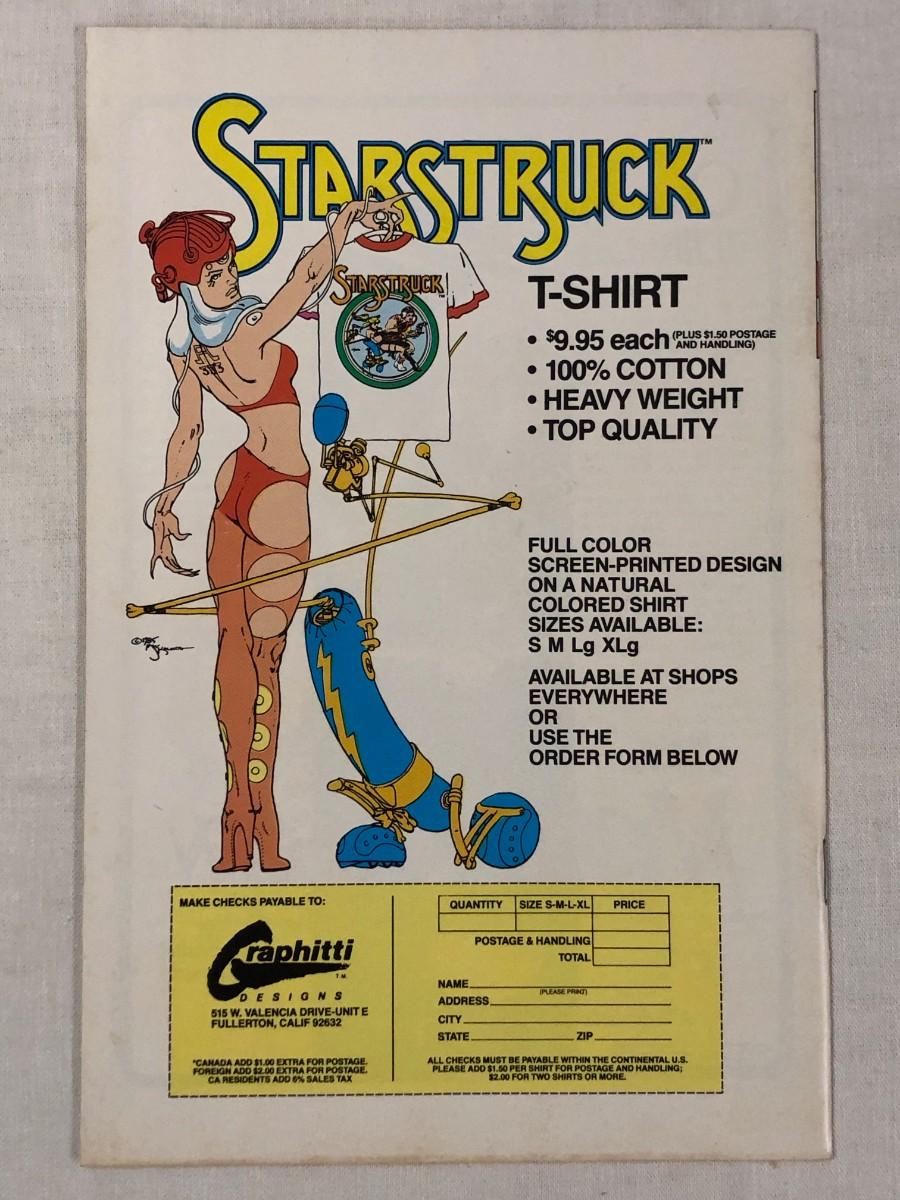 STARSTRUCK™
STARSTRUCK
TM
T-SHIRT
• $9.95 each (PLUS $1.50 POSTAGE
AND HANDLING)
• 100% COTTON
• HEAVY WEIGHT
• TOP QUALITY
FULL COLOR
SCREEN-PRINTED DESIGN
ON A NATURAL
COLORED SHIRT
SIZES AVAILABLE:
S M Lg XLg
AVAILABLE AT SHOPS
EVERYWHERE
OR
USE THE
ORDER FORM BELOW
MAKE CHECKS PAYABLE TO:
Graphitti
T.M.
DESIGNS
515 W. VALENCIA DRIVE-UNIT E
FULLERTON, CALIF 92632
*CANADA ADD $1.00 EXTRA FOR POSTAGE.
FOREIGN ADD $2.00 EXTRA FOR POSTAGE.
CA RESIDENTS ADD 6% SALES TAX
QUANTITY SIZE S-M-L-XL PRICE
POSTAGE & HANDLING
TOTAL
NAME
(PLEASE PRINT)
ADDRESS
CITY
STATE ZIP
ALL CHECKS MUST BE PAYABLE WITHIN THE CONTINENTAL U.S.
PLEASE ADD $1.50 PER SHIRT FOR POSTAGE AND HANDLING;
$2.00 FOR TWO SHIRTS OR MORE.